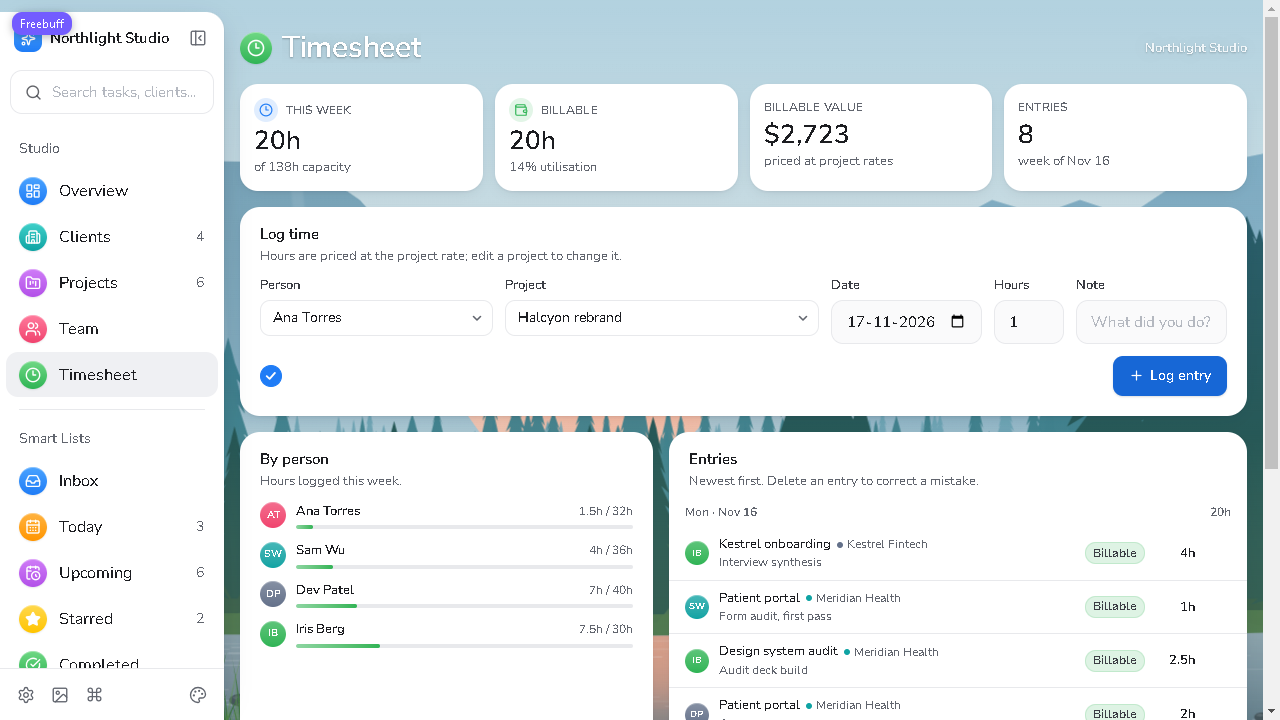 Freebuff
Northlight Studio
Search tasks, clients...
Studio
Overview
Clients 4
Projects 6
Team
Timesheet
Smart Lists
Inbox
Today 3
Upcoming 6
Starred 2
Completed
Timesheet
Northlight Studio
THIS WEEK
20h
of 138h capacity
BILLABLE
20h
14% utilisation
BILLABLE VALUE
$2,723
priced at project rates
ENTRIES
8
week of Nov 16
Log time
Hours are priced at the project rate; edit a project to change it.
Person
Ana Torres
Project
Halcyon rebrand
Date
17-11-2026
Hours
1
Note
What did you do?
Log entry
By person
Hours logged this week.
AT Ana Torres 1.5h / 32h
SW Sam Wu 4h / 36h
DP Dev Patel 7h / 40h
IB Iris Berg 7.5h / 30h
Entries
Newest first. Delete an entry to correct a mistake.
Mon · Nov 16 20h
IB Kestrel onboarding Kestrel Fintech Billable 4h
Interview synthesis
SW Patient portal Meridian Health Billable 1h
Form audit, first pass
IB Design system audit Meridian Health Billable 2.5h
Audit deck build
DP Patient portal Meridian Health Billable 2h